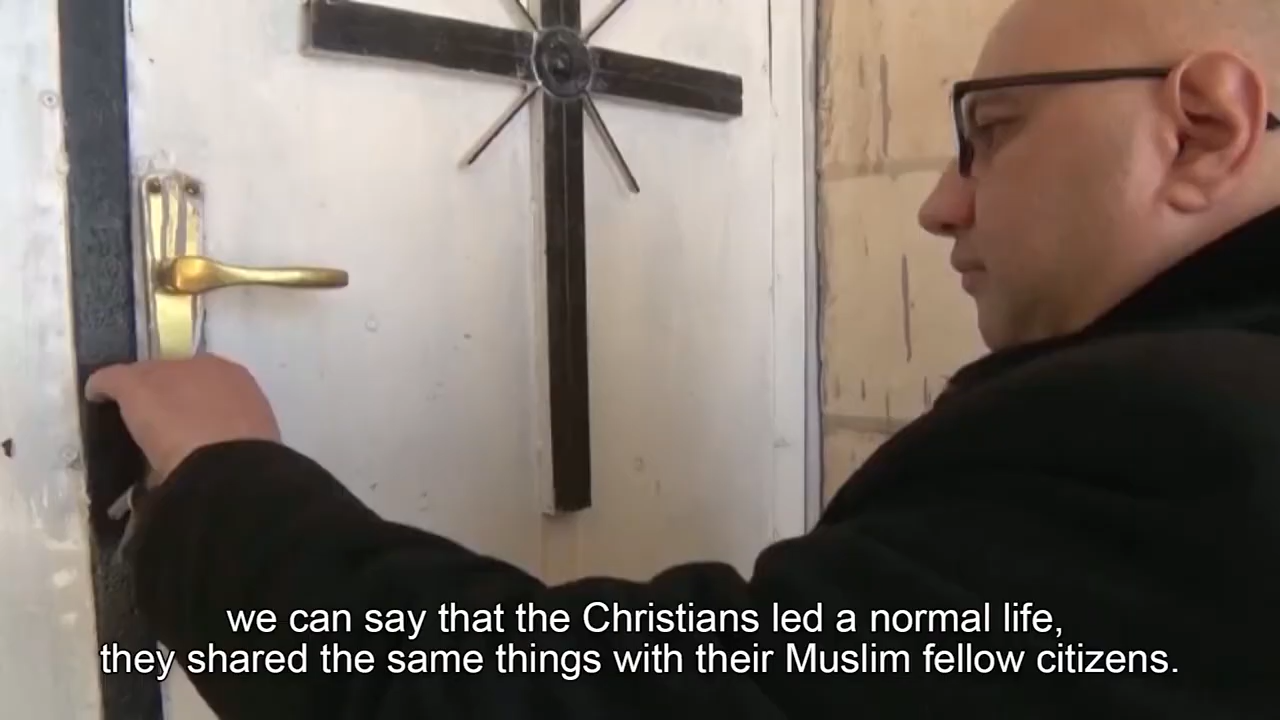 we can say that the Christians led a normal life,
they shared the same things with their Muslim fellow citizens.